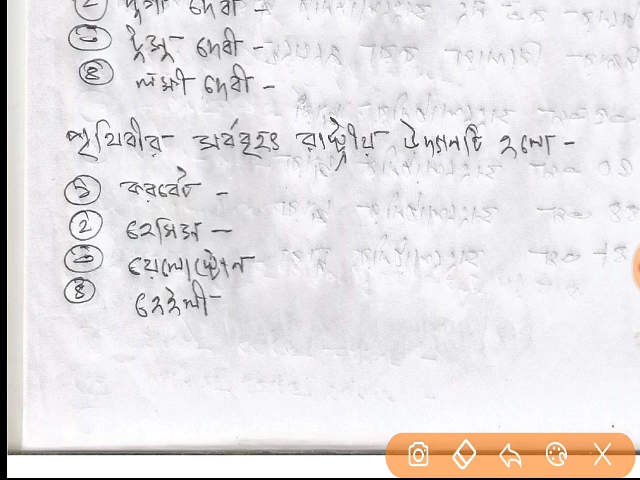 ② দুর্গা দেবী -
③ টুসু দেবী -
④ লক্ষী দেবী -
পৃথিবীর সর্ববৃহৎ রাষ্ট্রীয় উদ্যানটি হলো -
① করবেট -
② হেমিস -
③ য়েলোস্টোন
④ হেইলী